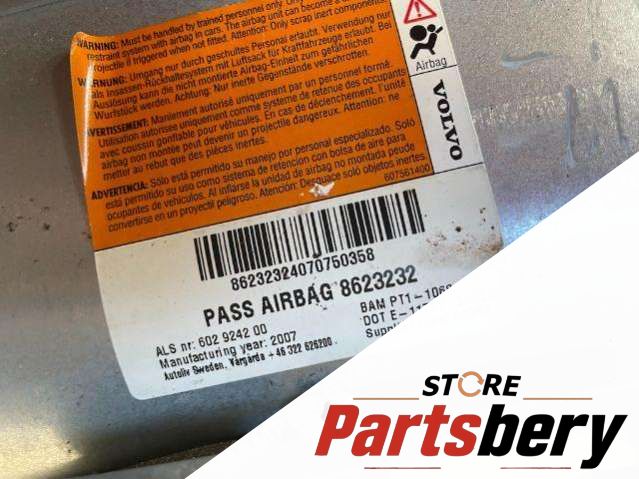 WARNING: Must be handled by trained personnel only. Only
restraint system with airbag in cars. The airbag unit can become a
projectile if triggered when not fitted. Attention: Only scrap inert
WARNUNG: Umgang nur durch geschultes Personal erlaubt. Verwendung nur
als Insassen-Rückhaltesystem mit Luftsack für Kraftfahrzeuge erlaubt. Bei
Auslösung kann die nicht montierte Airbag-Einheit zum gefährlichen
Wurfstück werden. Achtung: Nur inerte Gegenstände verschrotten.
AVERTISSEMENT: Maniement autorisé uniquement par un personnel formé.
Utilisation autorisée uniquement comme système de retenue des occupants
avec coussin gonflable pour véhicules. En cas de déclenchement, l'unité
airbag non montée peut devenir un projectile dangereux. Attention: ne
metter au rebut que des pièces inertes.
ADVERTENCIA: Sólo está permitido su manejo por personal especializado. Sólo
está permitido su uso como sistema de retención con bolsa de aire para
ocupantes de vehículos. Al inflarse la unidad de airbag no montada puede
convertirse en un proyectil peligroso. Atención: Desguace sólo objetos inertes.
607561400
Airbag
VOLVO
86232324070750358
PASS AIRBAG 8623232
ALS nr: 602 9242 00
Manufacturing year: 2007
Autoliv Sweden, Vårgårda +46 322 626200
BAM PT1-
DOT E-
STORE
Partsbery